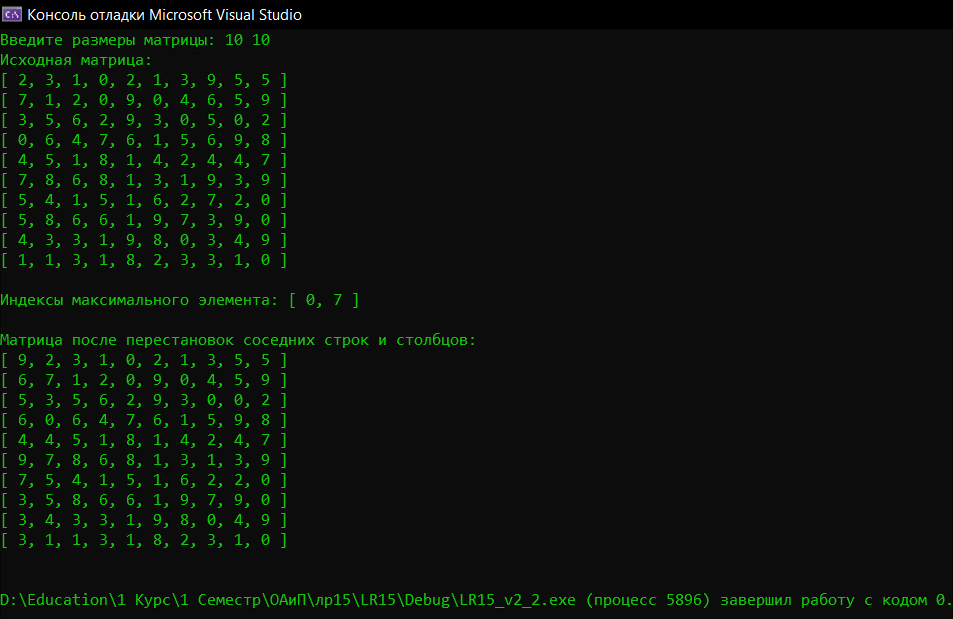 Консоль отладки Microsoft Visual Studio
Введите размеры матрицы: 10 10
Исходная матрица:
[ 2, 3, 1, 0, 2, 1, 3, 9, 5, 5 ]
[ 7, 1, 2, 0, 9, 0, 4, 6, 5, 9 ]
[ 3, 5, 6, 2, 9, 3, 0, 5, 0, 2 ]
[ 0, 6, 4, 7, 6, 1, 5, 6, 9, 8 ]
[ 4, 5, 1, 8, 1, 4, 2, 4, 4, 7 ]
[ 7, 8, 6, 8, 1, 3, 1, 9, 3, 9 ]
[ 5, 4, 1, 5, 1, 6, 2, 7, 2, 0 ]
[ 5, 8, 6, 6, 1, 9, 7, 3, 9, 0 ]
[ 4, 3, 3, 1, 9, 8, 0, 3, 4, 9 ]
[ 1, 1, 3, 1, 8, 2, 3, 3, 1, 0 ]
Индексы максимального элемента: [ 0, 7 ]
Матрица после перестановок соседних строк и столбцов:
[ 9, 2, 3, 1, 0, 2, 1, 3, 5, 5 ]
[ 6, 7, 1, 2, 0, 9, 0, 4, 5, 9 ]
[ 5, 3, 5, 6, 2, 9, 3, 0, 0, 2 ]
[ 6, 0, 6, 4, 7, 6, 1, 5, 9, 8 ]
[ 4, 4, 5, 1, 8, 1, 4, 2, 4, 7 ]
[ 9, 7, 8, 6, 8, 1, 3, 1, 3, 9 ]
[ 7, 5, 4, 1, 5, 1, 6, 2, 2, 0 ]
[ 3, 5, 8, 6, 6, 1, 9, 7, 9, 0 ]
[ 3, 4, 3, 3, 1, 9, 8, 0, 4, 9 ]
[ 3, 1, 1, 3, 1, 8, 2, 3, 1, 0 ]
D:\Education\1 Курс\1 Семестр\ОАиП\лр15\LR15\Debug\LR15_v2_2.exe (процесс 5896) завершил работу с кодом 0.